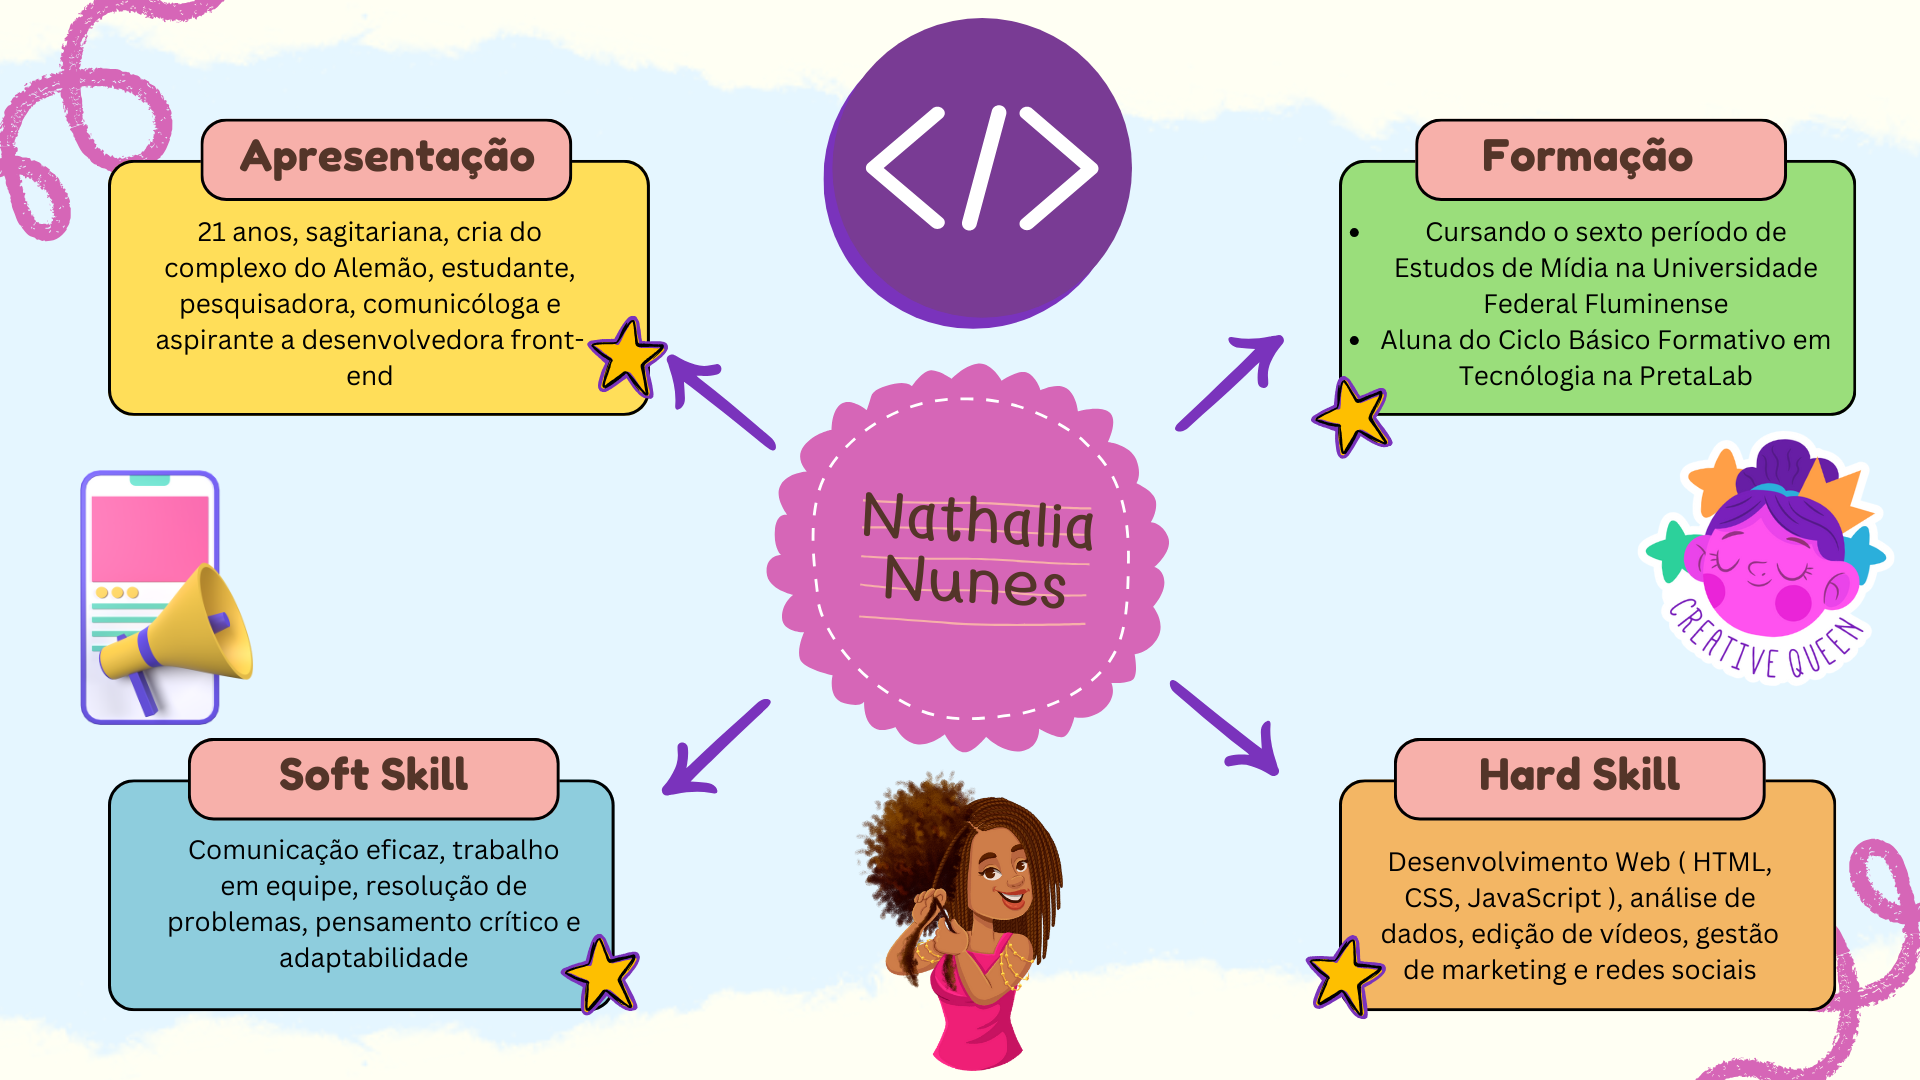 </>
Apresentação
21 anos, sagitariana, cria do
complexo do Alemão, estudante,
pesquisadora, comunicóloga e
aspirante a desenvolvedora front-
end
Formação
• Cursando o sexto período de
Estudos de Mídia na Universidade
Federal Fluminense
• Aluna do Ciclo Básico Formativo em
Tecnólogia na PretaLab
Nathalia
Nunes
CREATIVE QUEEN
Soft Skill
Comunicação eficaz, trabalho
em equipe, resolução de
problemas, pensamento crítico e
adaptabilidade
Hard Skill
Desenvolvimento Web ( HTML,
CSS, JavaScript ), análise de
dados, edição de vídeos, gestão
de marketing e redes sociais